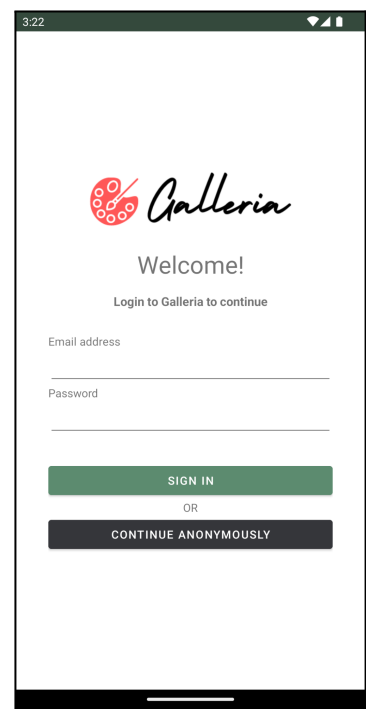 3:22
Galleria
Welcome!
Login to Galleria to continue
Email address
Password
SIGN IN
OR
CONTINUE ANONYMOUSLY